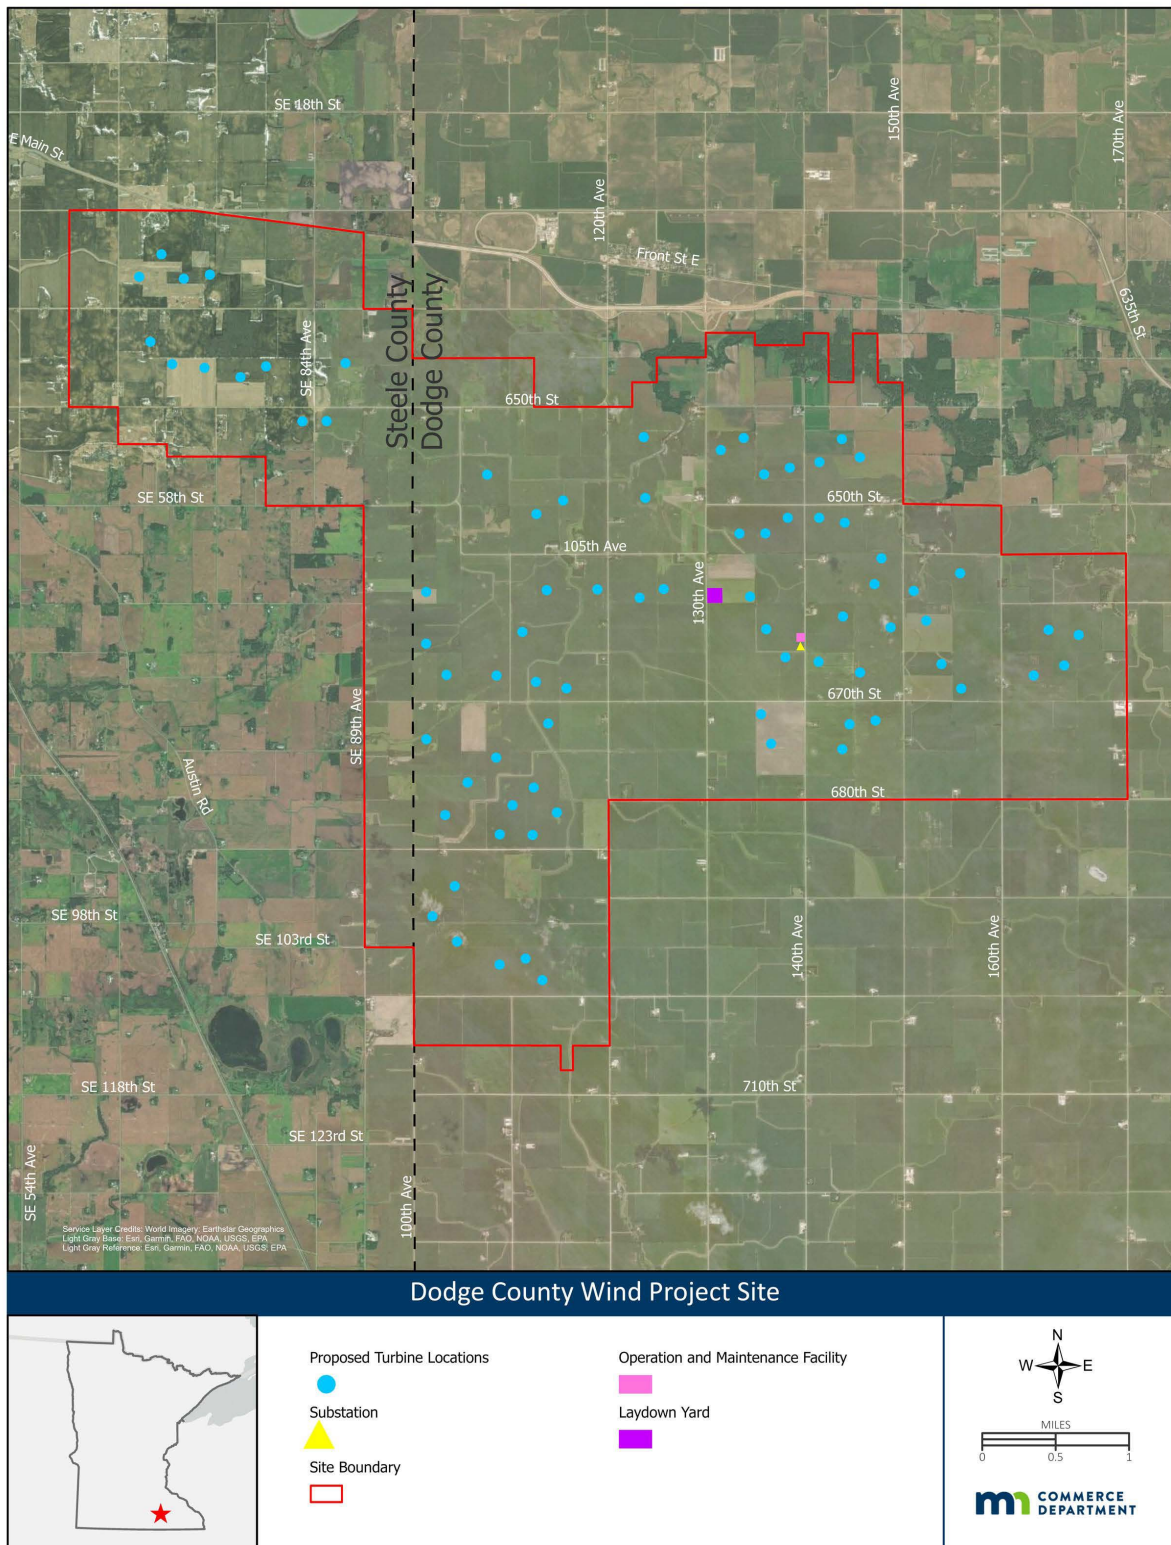 SE 18th St
150th Ave
170th Ave
E Main St
120th Ave
Front St E
635th St
Steele County
Dodge County
SE 84th Ave
650th St
SE 58th St
650th St
105th Ave
130th Ave
670th St
SE 89th Ave
Austin Rd
680th St
SE 98th St
SE 103rd St
140th Ave
160th Ave
SE 118th St
710th St
SE 123rd St
SE 54th Ave
100th Ave
Service Layer Credits: World Imagery: Earthstar Geographics
Light Gray Base: Esri, Garmin, FAO, NOAA, USGS, EPA
Light Gray Reference: Esri, Garmin, FAO, NOAA, USGS, EPA
Dodge County Wind Project Site
Proposed Turbine Locations
Operation and Maintenance Facility
Substation
Laydown Yard
Site Boundary
N
W E
S
MILES
0 0.5 1
mn COMMERCE
DEPARTMENT